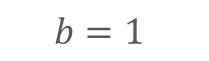 b = 1